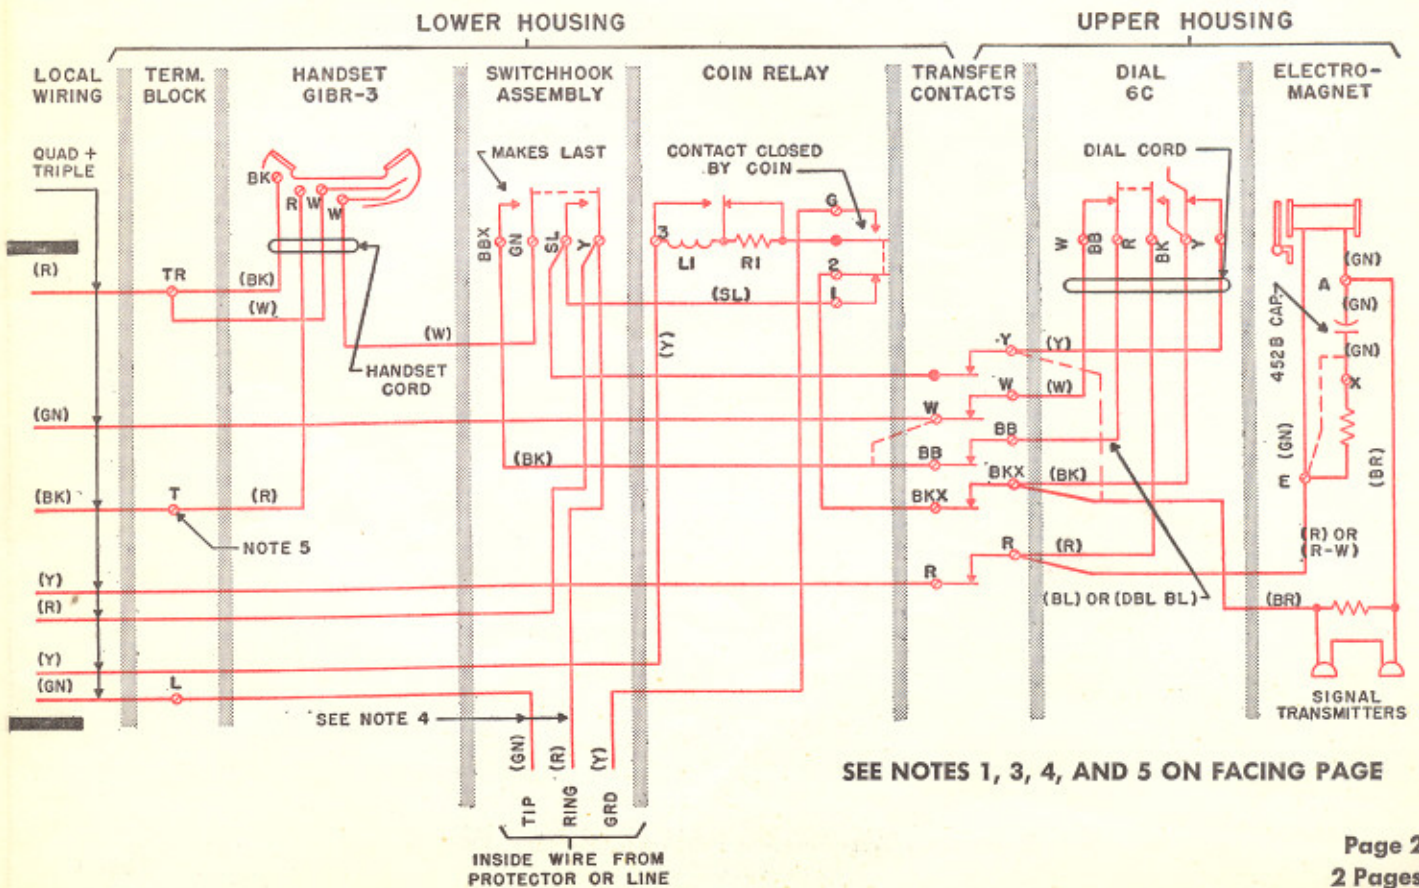 LOWER HOUSING
UPPER HOUSING
LOCAL WIRING
TERM. BLOCK
HANDSET GIBR-3
SWITCHHOOK ASSEMBLY
COIN RELAY
TRANSFER CONTACTS
DIAL 6C
ELECTRO-MAGNET
QUAD + TRIPLE
MAKES LAST
CONTACT CLOSED BY COIN
DIAL CORD
BK
R
W
W
BBX
GN
SL
Y
3
L1
R1
G
2
1
W
BB
R
BK
Y
(R)
TR
(BK)
(W)
(W)
HANDSET CORD
(SL)
(Y)
452B CAP.
(GN)
A
(GN)
(GN)
X
Y
(Y)
W
(W)
(GN)
W
BB
(BK)
BB
BKX
(BK)
BKX
(GN)
E
(BR)
(BK)
T
(R)
NOTE 5
R
(R)
R
(R) OR (R-W)
(Y)
(R)
(BL) OR (DBL BL)
(BR)
(Y)
(GN)
L
SEE NOTE 4
SIGNAL TRANSMITTERS
(GN)
(R)
(Y)
TIP
RING
GRD
INSIDE WIRE FROM
PROTECTOR OR LINE
SEE NOTES 1, 3, 4, AND 5 ON FACING PAGE
Page 2
2 Pages